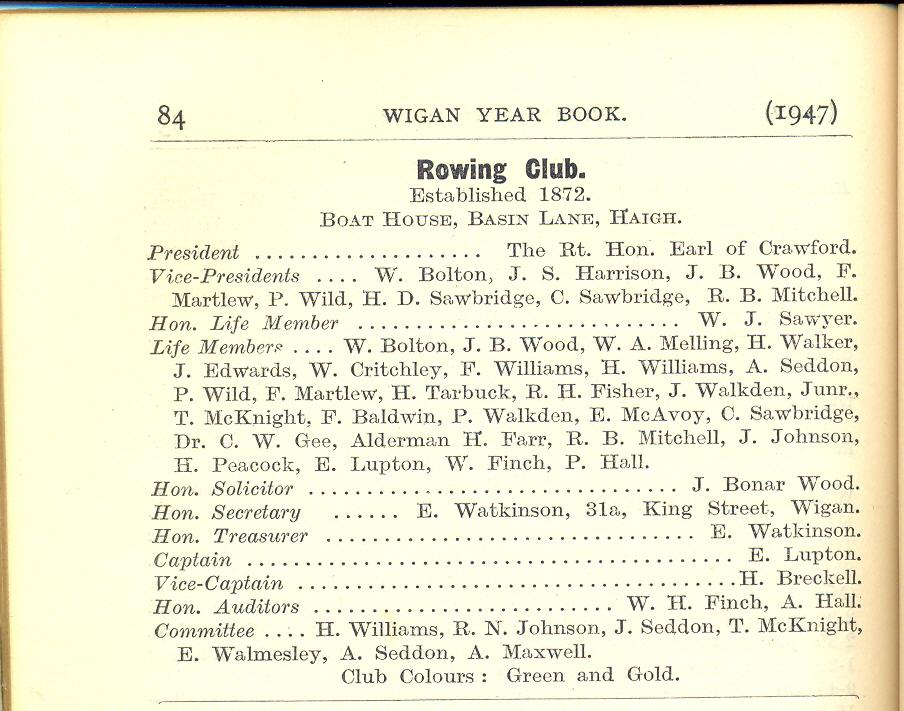 84 WIGAN YEAR BOOK. (1947)
Rowing Club.
Established 1872.
BOAT HOUSE, BASIN LANE, HAIGH.
President .................... The Rt. Hon. Earl of Crawford.
Vice-Presidents .... W. Bolton, J. S. Harrison, J. B. Wood, F.
Martlew, P. Wild, H. D. Sawbridge, C. Sawbridge, R. B. Mitchell.
Hon. Life Member ............................ W. J. Sawyer.
Life Members .... W. Bolton, J. B. Wood, W. A. Melling, H. Walker,
J. Edwards, W. Critchley, F. Williams, H. Williams, A. Seddon,
P. Wild, F. Martlew, H. Tarbuck, R. H. Fisher, J. Walkden, Junr.,
T. McKnight, F. Baldwin, P. Walkden, E. McAvoy, C. Sawbridge,
Dr. C. W. Gee, Alderman H. Farr, R. B. Mitchell, J. Johnson,
H. Peacock, E. Lupton, W. Finch, P. Hall.
Hon. Solicitor ................................ J. Bonar Wood.
Hon. Secretary ...... E. Watkinson, 31a, King Street, Wigan.
Hon. Treasurer ................................ E. Watkinson.
Captain .......................................... E. Lupton.
Vice-Captain ......................................H. Breckell.
Hon. Auditors .......................... W. H. Finch, A. Hall.
Committee .... H. Williams, R. N. Johnson, J. Seddon, T. McKnight,
E. Walmesley, A. Seddon, A. Maxwell.
Club Colours : Green and Gold.